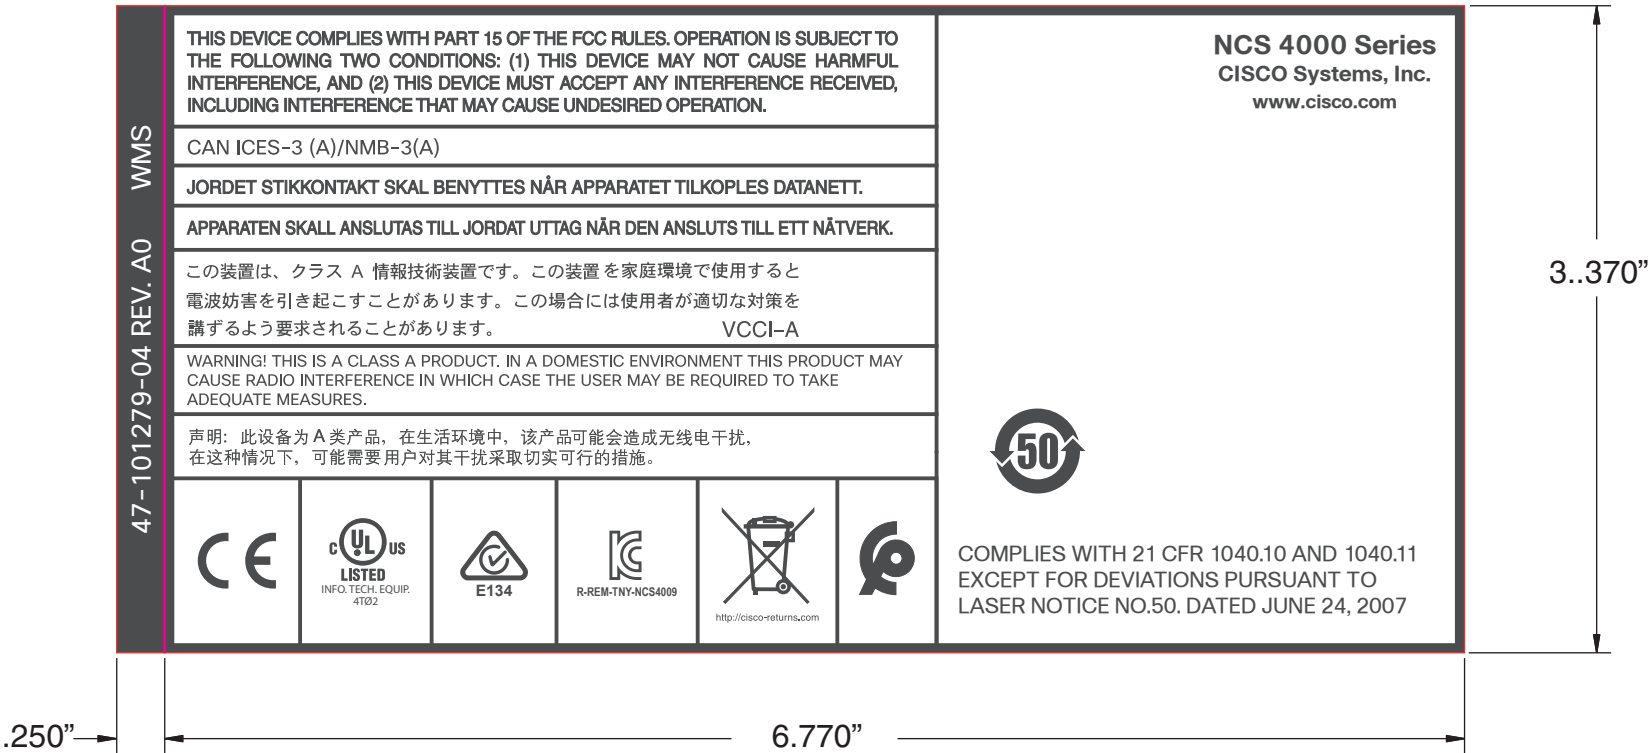 47-101279-04 REV. A0 WMS
THIS DEVICE COMPLIES WITH PART 15 OF THE FCC RULES. OPERATION IS SUBJECT TO
THE FOLLOWING TWO CONDITIONS: (1) THIS DEVICE MAY NOT CAUSE HARMFUL
INTERFERENCE, AND (2) THIS DEVICE MUST ACCEPT ANY INTERFERENCE RECEIVED,
INCLUDING INTERFERENCE THAT MAY CAUSE UNDESIRED OPERATION.
CAN ICES-3 (A)/NMB-3(A)
JORDET STIKKONTAKT SKAL BENYTTES NÅR APPARATET TILKOPLES DATANETT.
APPARATEN SKALL ANSLUTAS TILL JORDAT UTTAG NÄR DEN ANSLUTS TILL ETT NÄTVERK.
この装置は、クラス A 情報技術装置です。この装置を家庭環境で使用すると
電波妨害を引き起こすことがあります。この場合には使用者が適切な対策を
講ずるよう要求されることがあります。 VCCI-A
WARNING! THIS IS A CLASS A PRODUCT. IN A DOMESTIC ENVIRONMENT THIS PRODUCT MAY
CAUSE RADIO INTERFERENCE IN WHICH CASE THE USER MAY BE REQUIRED TO TAKE
ADEQUATE MEASURES.
声明: 此设备为 A 类产品，在生活环境中，该产品可能会造成无线电干扰，
在这种情况下，可能需要用户对其干扰采取切实可行的措施。
CE
C UL US
LISTED
INFO. TECH. EQUIP.
4TØ2
E134
KC
R-REM-TNY-NCS4009
http://cisco-returns.com
NCS 4000 Series
CISCO Systems, Inc.
www.cisco.com
50
COMPLIES WITH 21 CFR 1040.10 AND 1040.11
EXCEPT FOR DEVIATIONS PURSUANT TO
LASER NOTICE NO.50. DATED JUNE 24, 2007
3..370”
.250”
6.770”